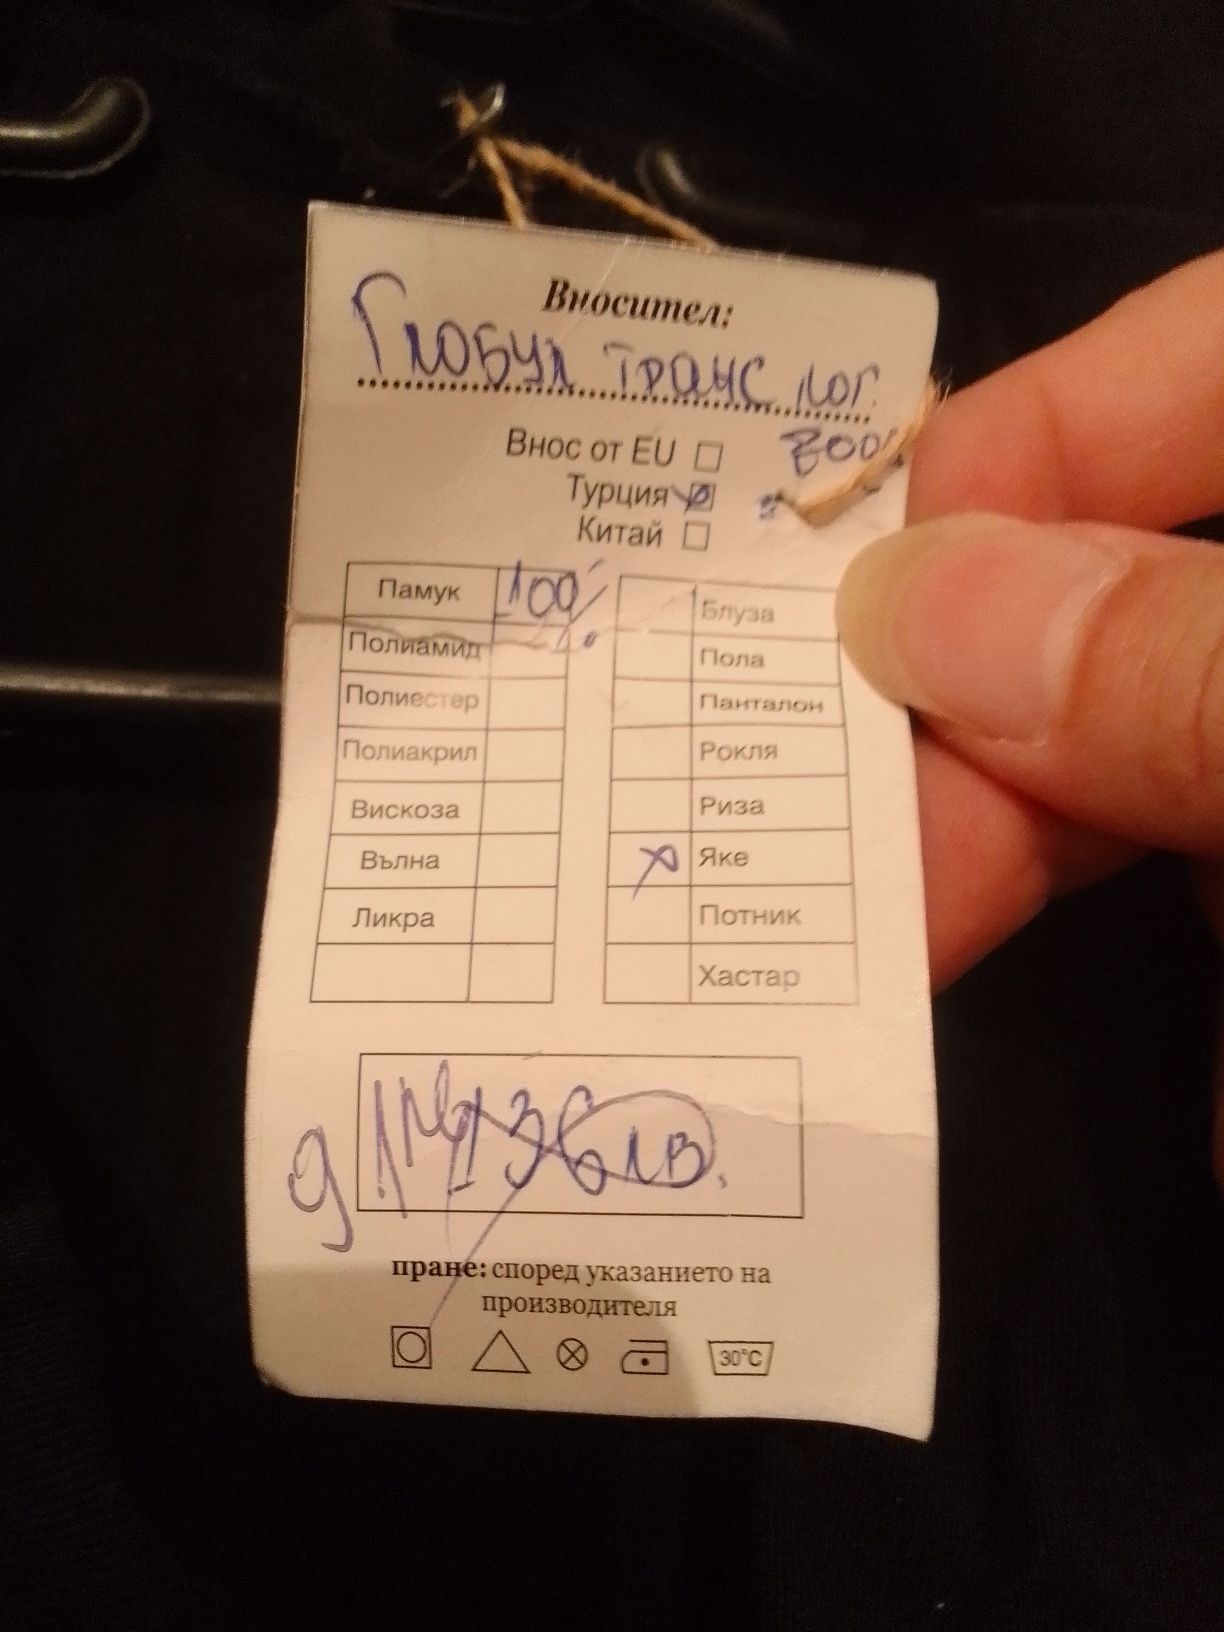 Вносител:
Глобул Транс Лог.
Внос от EU
Турция
Китай
Памук 100%
Полиамид
Полиестер
Полиакрил
Вискоза
Вълна
Ликра
Блуза
Пола
Панталон
Рокля
Риза
Яке
Потник
Хастар
36 лв.
пране: според указанието на
производителя
30°C